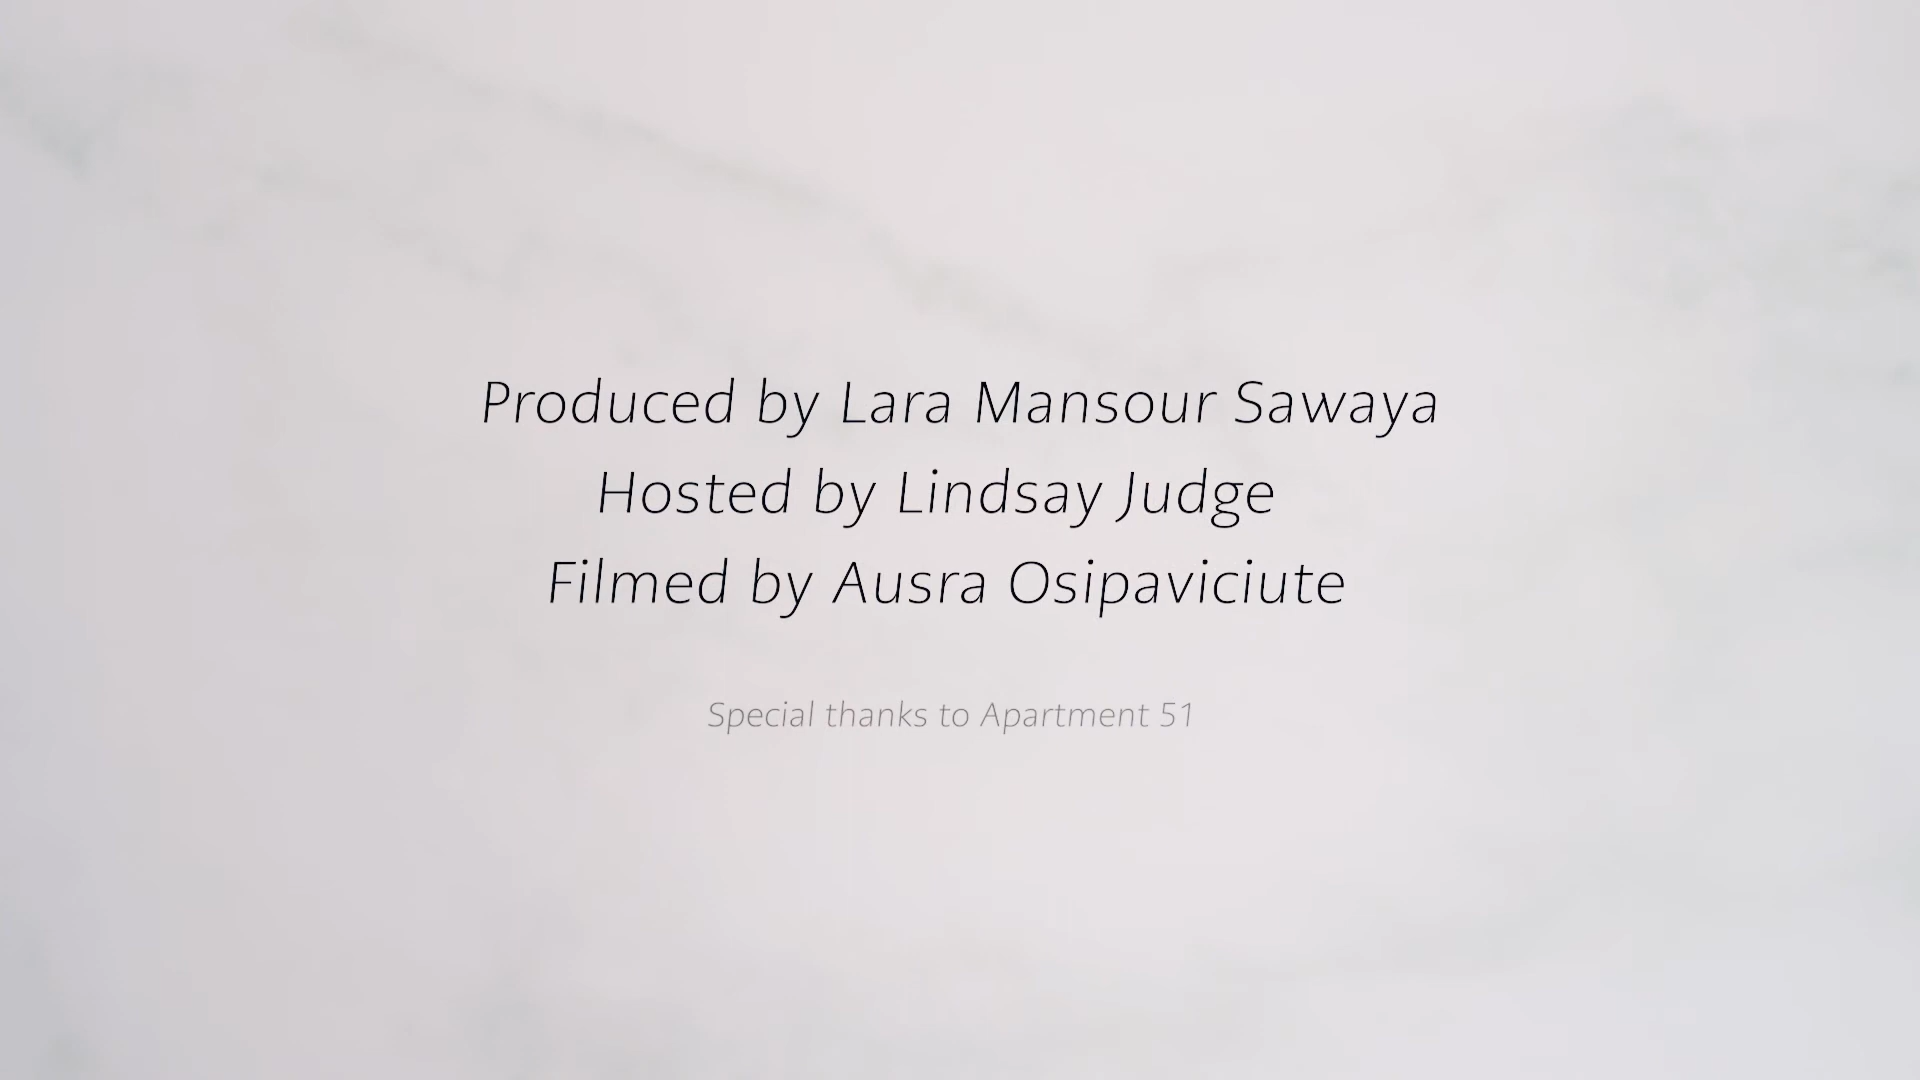 Produced by Lara Mansour Sawaya
Hosted by Lindsay Judge
Filmed by Ausra Osipaviciute
Special thanks to Apartment 51